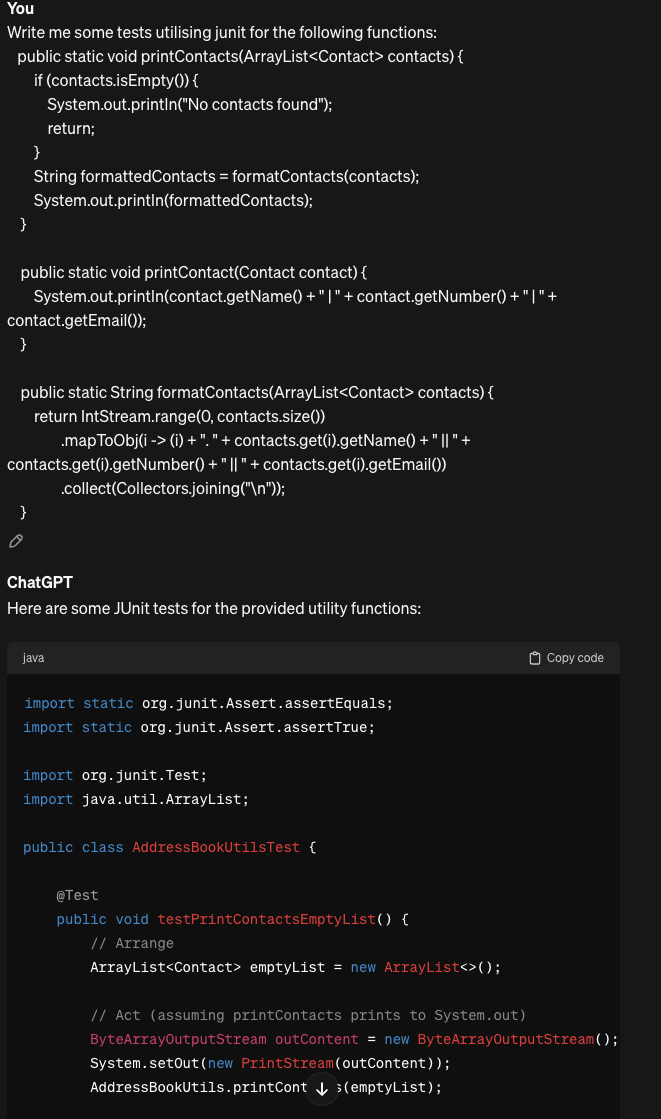 You
Write me some tests utilising junit for the following functions:
public static void printContacts(ArrayList<Contact> contacts) {
if (contacts.isEmpty()) {
System.out.println("No contacts found");
return;
}
String formattedContacts = formatContacts(contacts);
System.out.println(formattedContacts);
}
public static void printContact(Contact contact) {
System.out.println(contact.getName() + " | " + contact.getNumber() + " | " +
contact.getEmail());
}
public static String formatContacts(ArrayList<Contact> contacts) {
return IntStream.range(0, contacts.size())
.mapToObj(i -> (i) + ". " + contacts.get(i).getName() + " || " +
contacts.get(i).getNumber() + " || " + contacts.get(i).getEmail())
.collect(Collectors.joining("\n"));
}
ChatGPT
Here are some JUnit tests for the provided utility functions:
java
Copy code
import static org.junit.Assert.assertEquals;
import static org.junit.Assert.assertTrue;
import org.junit.Test;
import java.util.ArrayList;
public class AddressBookUtilsTest {
@Test
public void testPrintContactsEmptyList() {
// Arrange
ArrayList<Contact> emptyList = new ArrayList<>();
// Act (assuming printContacts prints to System.out)
ByteArrayOutputStream outContent = new ByteArrayOutputStream();
System.setOut(new PrintStream(outContent));
AddressBookUtils.printCont s(emptyList);